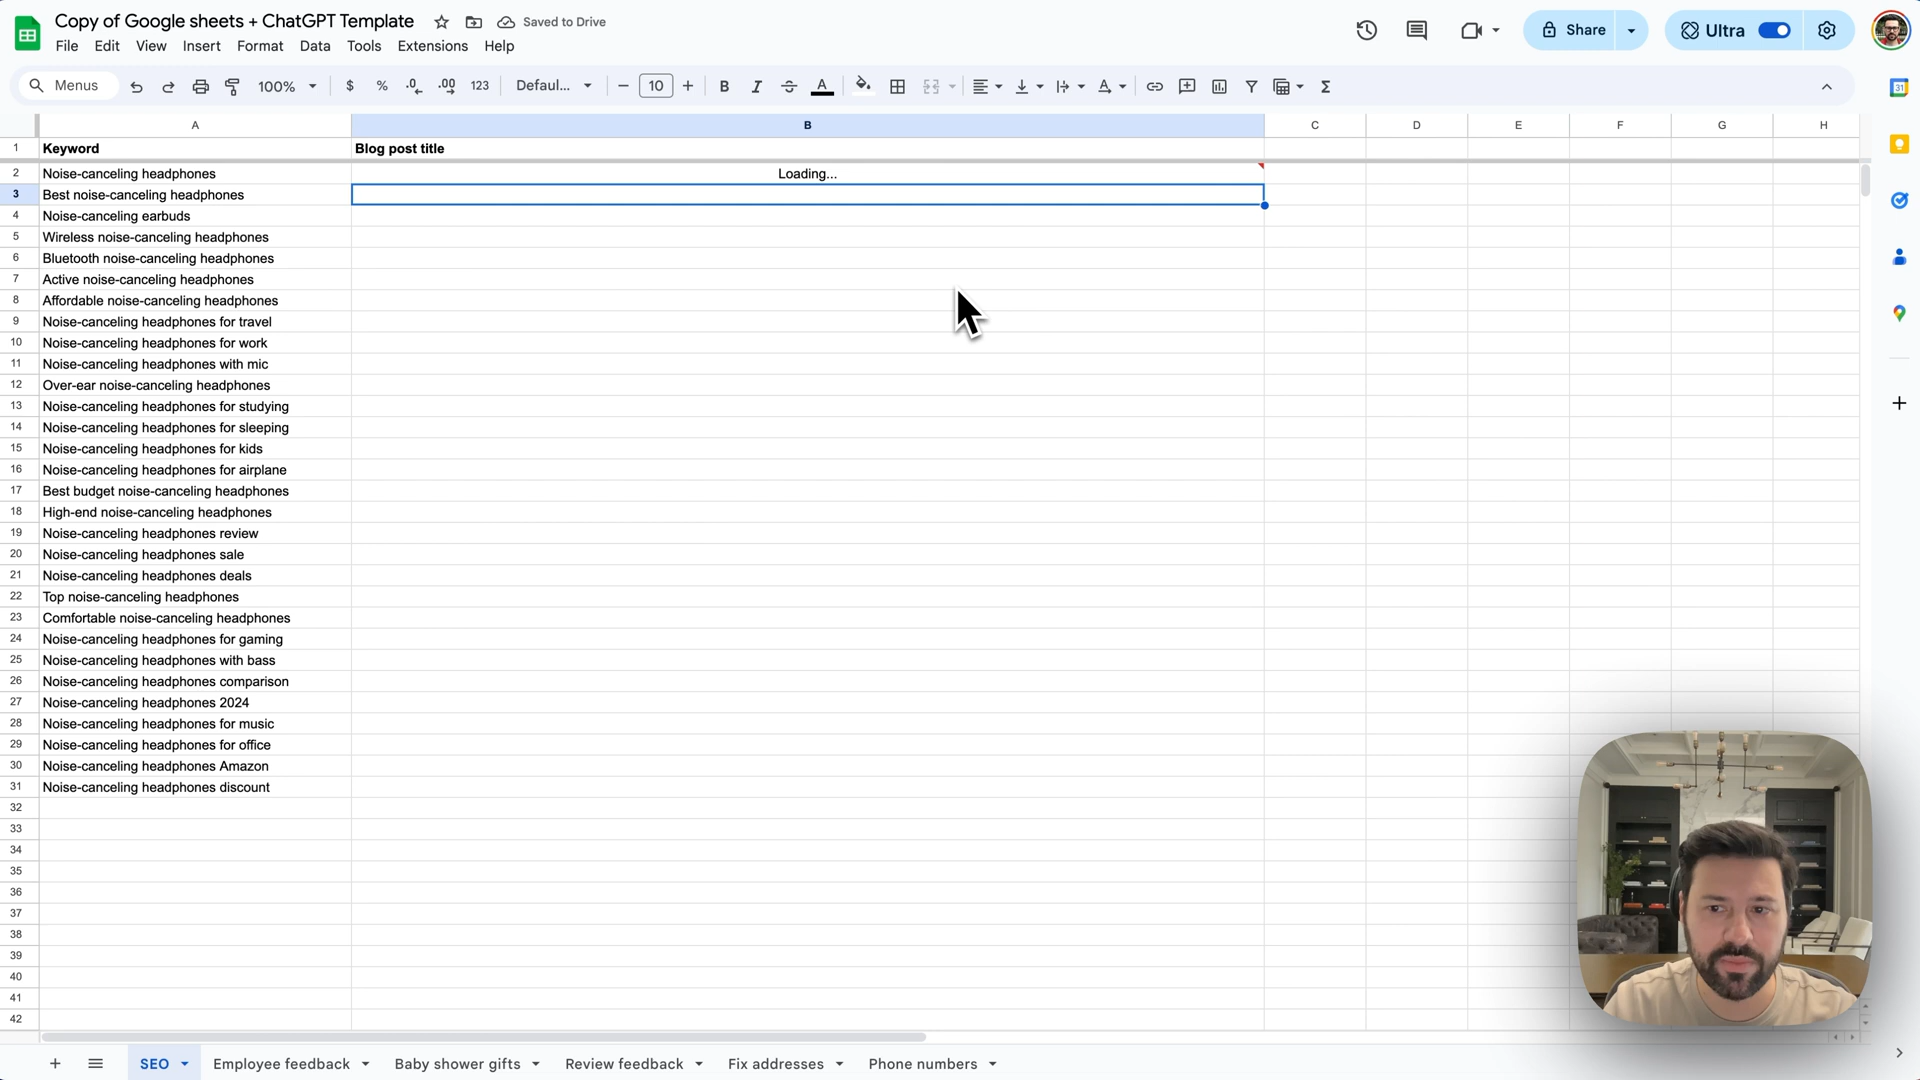 Copy of Google sheets + ChatGPT Template
Saved to Drive
File Edit View Insert Format Data Tools Extensions Help
Share
Ultra
Menus
100%
$ % .0 .00 123
Defaul...
10
B I A
A B C D E F G H
1 Keyword Blog post title
2 Noise-canceling headphones Loading...
3 Best noise-canceling headphones
4 Noise-canceling earbuds
5 Wireless noise-canceling headphones
6 Bluetooth noise-canceling headphones
7 Active noise-canceling headphones
8 Affordable noise-canceling headphones
9 Noise-canceling headphones for travel
10 Noise-canceling headphones for work
11 Noise-canceling headphones with mic
12 Over-ear noise-canceling headphones
13 Noise-canceling headphones for studying
14 Noise-canceling headphones for sleeping
15 Noise-canceling headphones for kids
16 Noise-canceling headphones for airplane
17 Best budget noise-canceling headphones
18 High-end noise-canceling headphones
19 Noise-canceling headphones review
20 Noise-canceling headphones sale
21 Noise-canceling headphones deals
22 Top noise-canceling headphones
23 Comfortable noise-canceling headphones
24 Noise-canceling headphones for gaming
25 Noise-canceling headphones with bass
26 Noise-canceling headphones comparison
27 Noise-canceling headphones 2024
28 Noise-canceling headphones for music
29 Noise-canceling headphones for office
30 Noise-canceling headphones Amazon
31 Noise-canceling headphones discount
32
33
34
35
36
37
38
39
40
41
42
SEO Employee feedback Baby shower gifts Review feedback Fix addresses Phone numbers
31